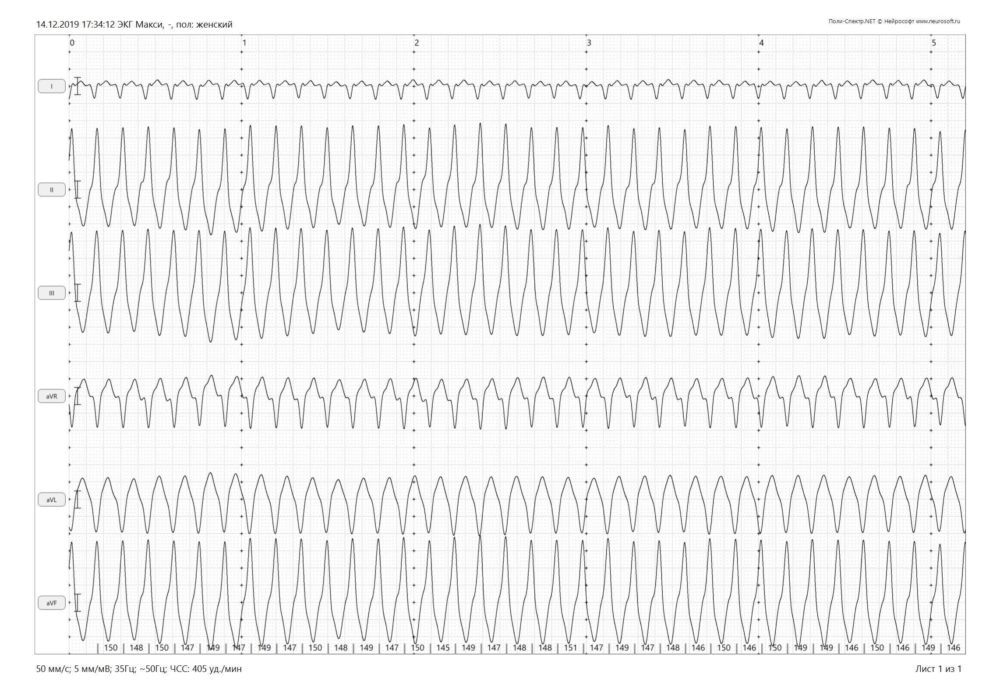 14.12.2019 17:34:12 ЭКГ Макси, -, пол: женский
Поли-Спектр.NET © Нейрософт www.neurosoft.ru
0 1 2 3 4 5
I
II
III
aVR
aVL
aVF
150 148 150 147 149 147 149 147 150 148 149 147 150 145 149 147 148 148 151 147 149 147 148 146 150 146 150 149 149 146 150 146 149 146
50 мм/с; 5 мм/мВ; 35Гц; ~50Гц; ЧСС: 405 уд./мин
Лист 1 из 1